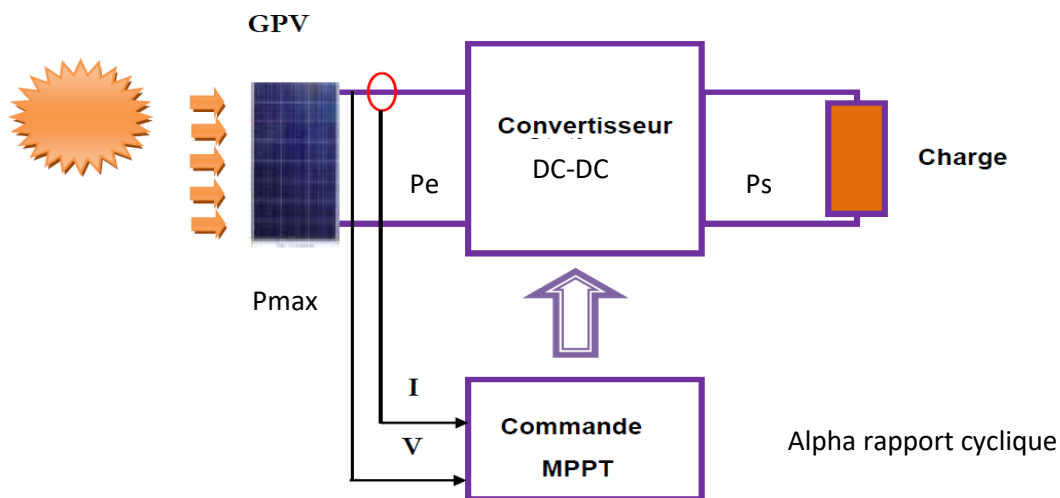 GPV
Convertisseur
DC-DC
Pe
Ps
Charge
Pmax
I
V
Commande
MPPT
Alpha rapport cyclique